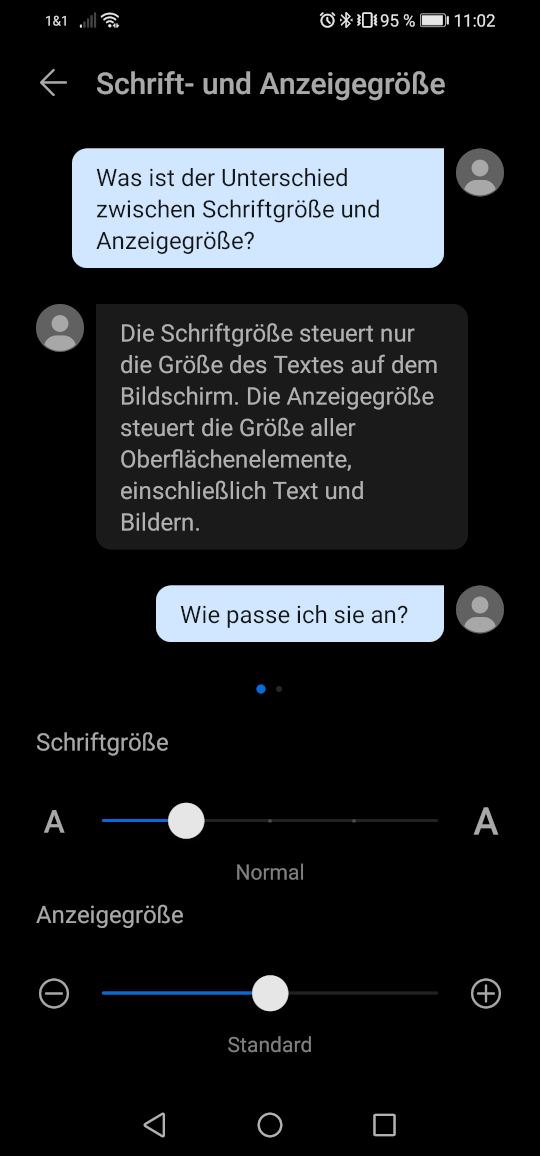 1&1 95 % 11:02
Schrift- und Anzeigegröße
Was ist der Unterschied
zwischen Schriftgröße und
Anzeigegröße?
Die Schriftgröße steuert nur
die Größe des Textes auf dem
Bildschirm. Die Anzeigegröße
steuert die Größe aller
Oberflächenelemente,
einschließlich Text und
Bildern.
Wie passe ich sie an?
Schriftgröße
A A
Normal
Anzeigegröße
Standard